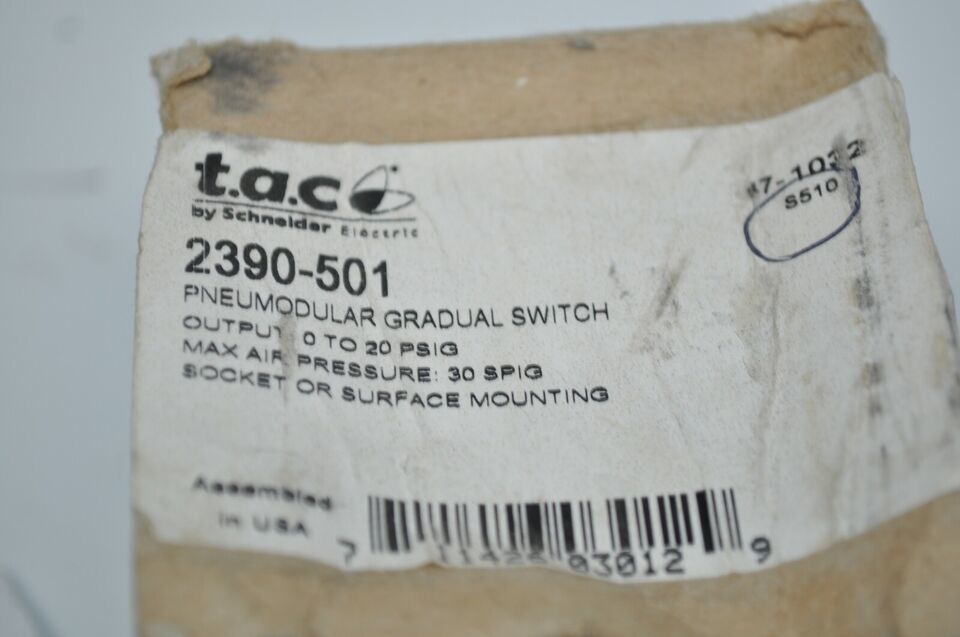 t.a.c
by Schneider Electric
2390-501
PNEUMODULAR GRADUAL SWITCH
OUTPUT 0 TO 20 PSIG
MAX AIR PRESSURE: 30 SPIG
SOCKET OR SURFACE MOUNTING
S510
Assembled
in USA
7 03012 9